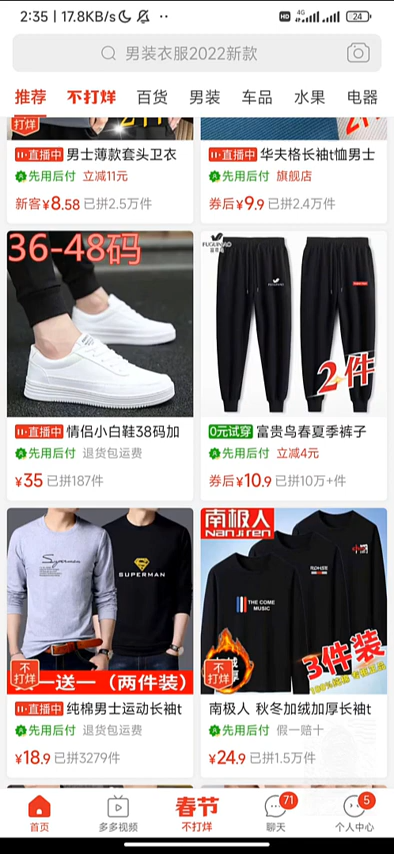 2:35 | 17.8KB/s
HD 4G 24
男装衣服2022新款
推荐 不打烊 百货 男装 车品 水果 电器
打烊
直播中 男士薄款套头卫衣
先用后付 立减11元
新客¥8.58 已拼2.5万件
2件
直播中 华夫格长袖t恤男士
先用后付 旗舰店
券后¥9.9 已拼2.4万件
36-48码
直播中 情侣小白鞋38码加
先用后付 退货包运费
¥35 已拼187件
FUGUINIAO
富贵鸟
2件
0元试穿 富贵鸟春夏季裤子
先用后付 立减4元
券后¥10.9 已拼10万+件
Superman
SUPERMAN
不打烊
一送一（两件装）
直播中 纯棉男士运动长袖t
先用后付 退货包运费
¥18.9 已拼3279件
南极人
NanJiren
THE COME
MUSIC
3件装
不打烊
南极人 秋冬加绒加厚长袖t
先用后付 假一赔十
¥24.9 已拼1.5万件
首页
多多视频
春节
不打烊
71
聊天
5
个人中心